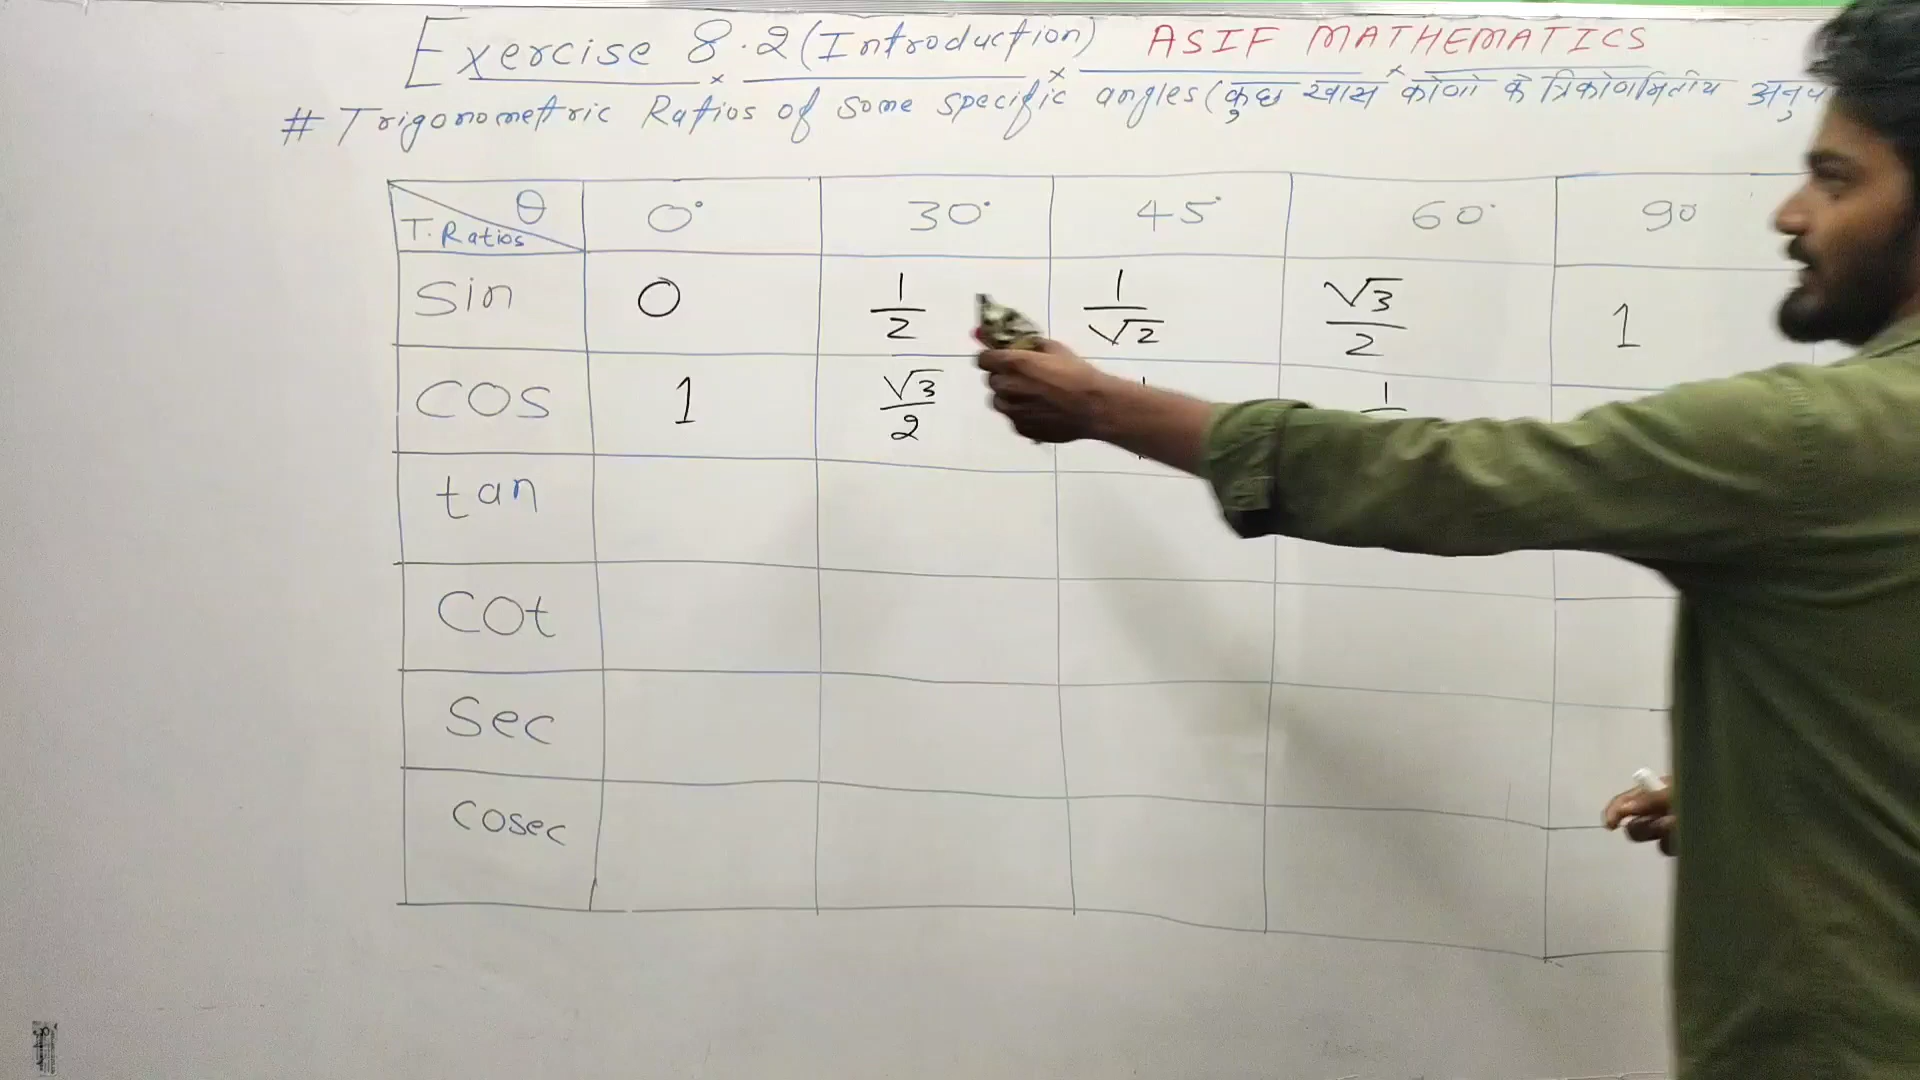 Exercise 8.2 (Introduction) ASIF MATHEMATICS
# Trigonometric Ratios of some specific angles (कुछ खास कोणो के त्रिकोणमितीय
θ T. Ratios 0° 30° 45° 60° 90
Sin 0 1/2 1/√2 √3/2 1
COS 1 √3/2
tan
COt
Sec
Cosec